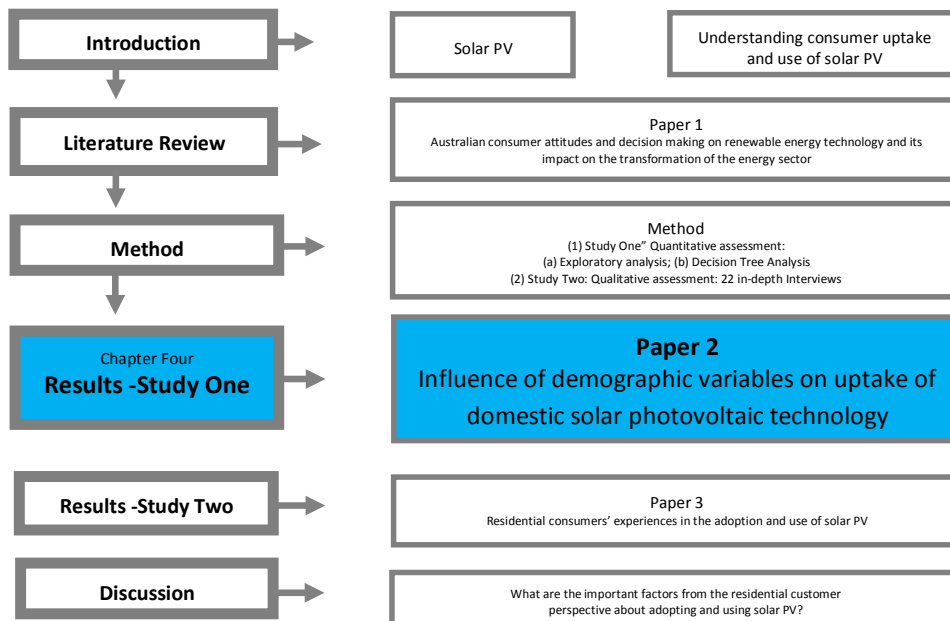 Introduction
Solar PV
Understanding consumer uptake
and use of solar PV
Literature Review
Paper 1
Australian consumer attitudes and decision making on renewable energy technology and its
impact on the transformation of the energy sector
Method
Method
(1) Study One” Quantitative assessment:
(a) Exploratory analysis; (b) Decision Tree Analysis
(2) Study Two: Qualitative assessment: 22 in-depth Interviews
Chapter Four
Results -Study One
Paper 2
Influence of demographic variables on uptake of
domestic solar photovoltaic technology
Results -Study Two
Paper 3
Residential consumers’ experiences in the adoption and use of solar PV
Discussion
What are the important factors from the residential customer
perspective about adopting and using solar PV?